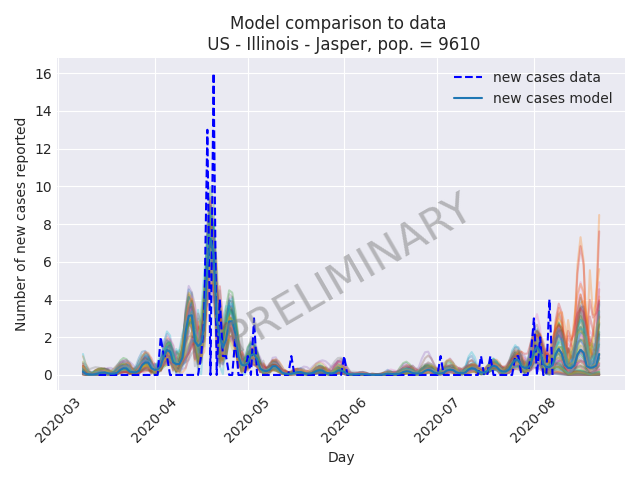 Model comparison to data
US - Illinois - Jasper, pop. = 9610
new cases data
new cases model
Number of new cases reported
16
14
12
10
8
6
4
2
0
PRELIMINARY
2020-03
2020-04
2020-05
2020-06
2020-07
2020-08
Day